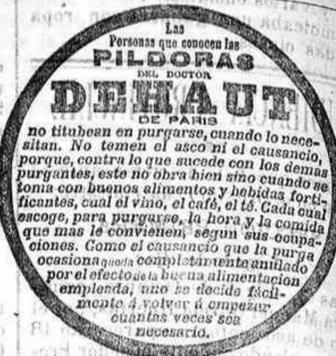 Las
Personas que conocen las
PILDORAS
DEL DOCTOR
DEHAUT
DE PARIS
no titubean en purgarse, cuando lo nece-
sitan. No temen el asco ni el causancio,
porque, contra lo que sucede con los demas
purgantes, este no obra bien sino cuando se
toma con buenos alimentos y bebidas forti-
ficantes, cual el vino, el café, el té. Cada cual
escoge, para purgarse, la hora y la comida
que mas le convienen, segun sus ocupa-
ciones. Como el causancio que la purga
ocasiona queda completamente anulado
por el efecto de la buena alimentacion
empleada, uno se decide fácil-
mente á volver á empezar
cuantas veces sea
necesario.